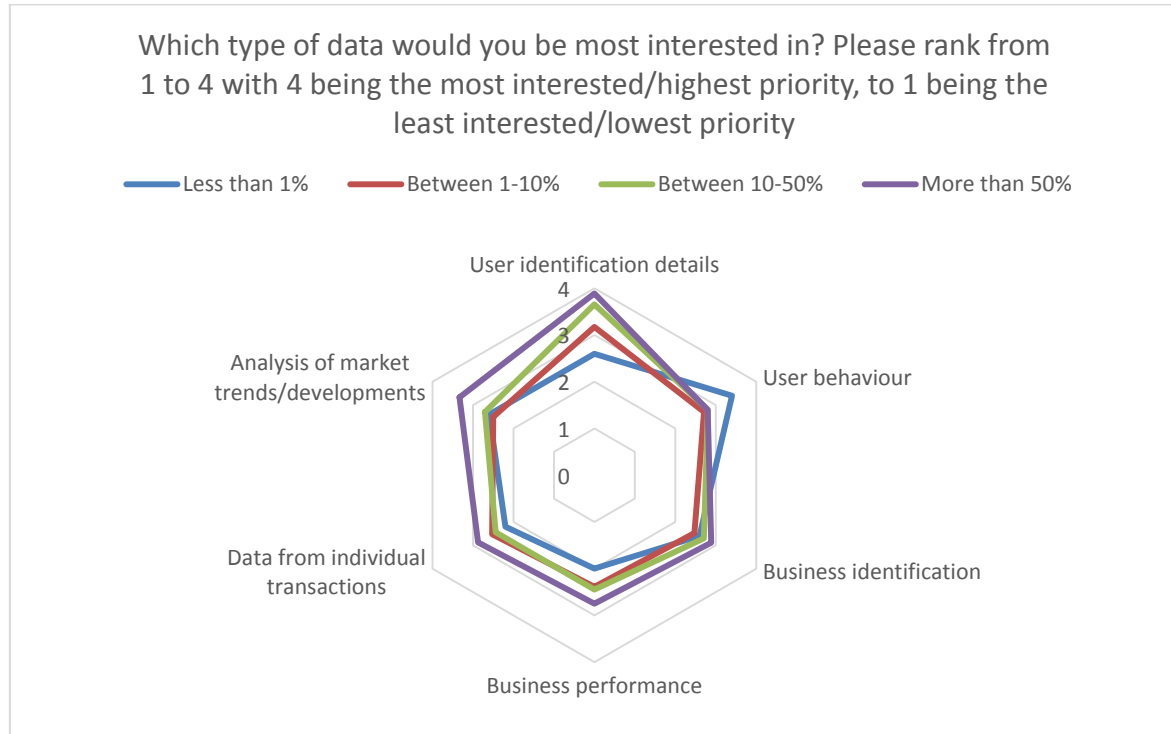 Which type of data would you be most interested in? Please rank from
1 to 4 with 4 being the most interested/highest priority, to 1 being the
least interested/lowest priority
Less than 1%
Between 1-10%
Between 10-50%
More than 50%
User identification details
4
3
2
1
0
Analysis of market
trends/developments
User behaviour
Data from individual
transactions
Business identification
Business performance